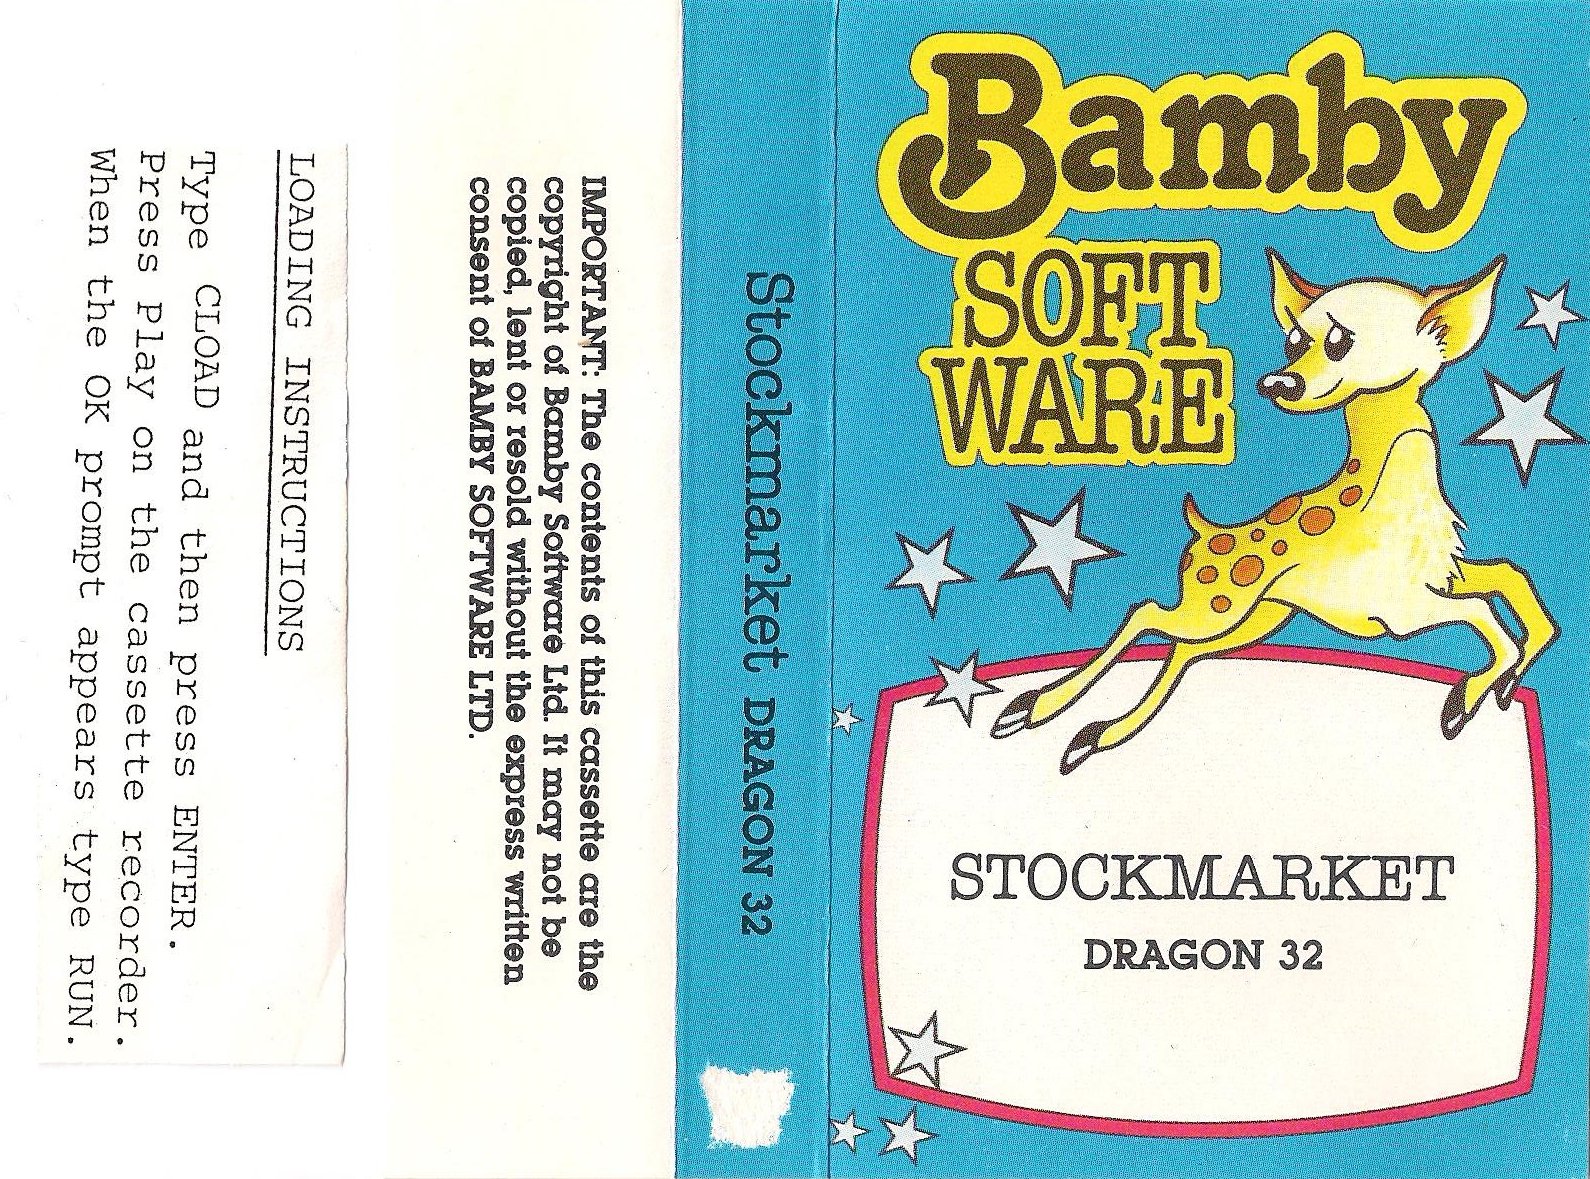 Bamby
SOFT
WARE
STOCKMARKET
DRAGON 32
Stockmarket DRAGON 32
IMPORTANT: The contents of this cassette are the
copyright of Bamby Software Ltd. It may not be
copied, lent or resold without the express written
consent of BAMBY SOFTWARE LTD.
LOADING INSTRUCTIONS
Type CLOAD and then press ENTER.
Press Play on the cassette recorder.
When the OK prompt appears type RUN.